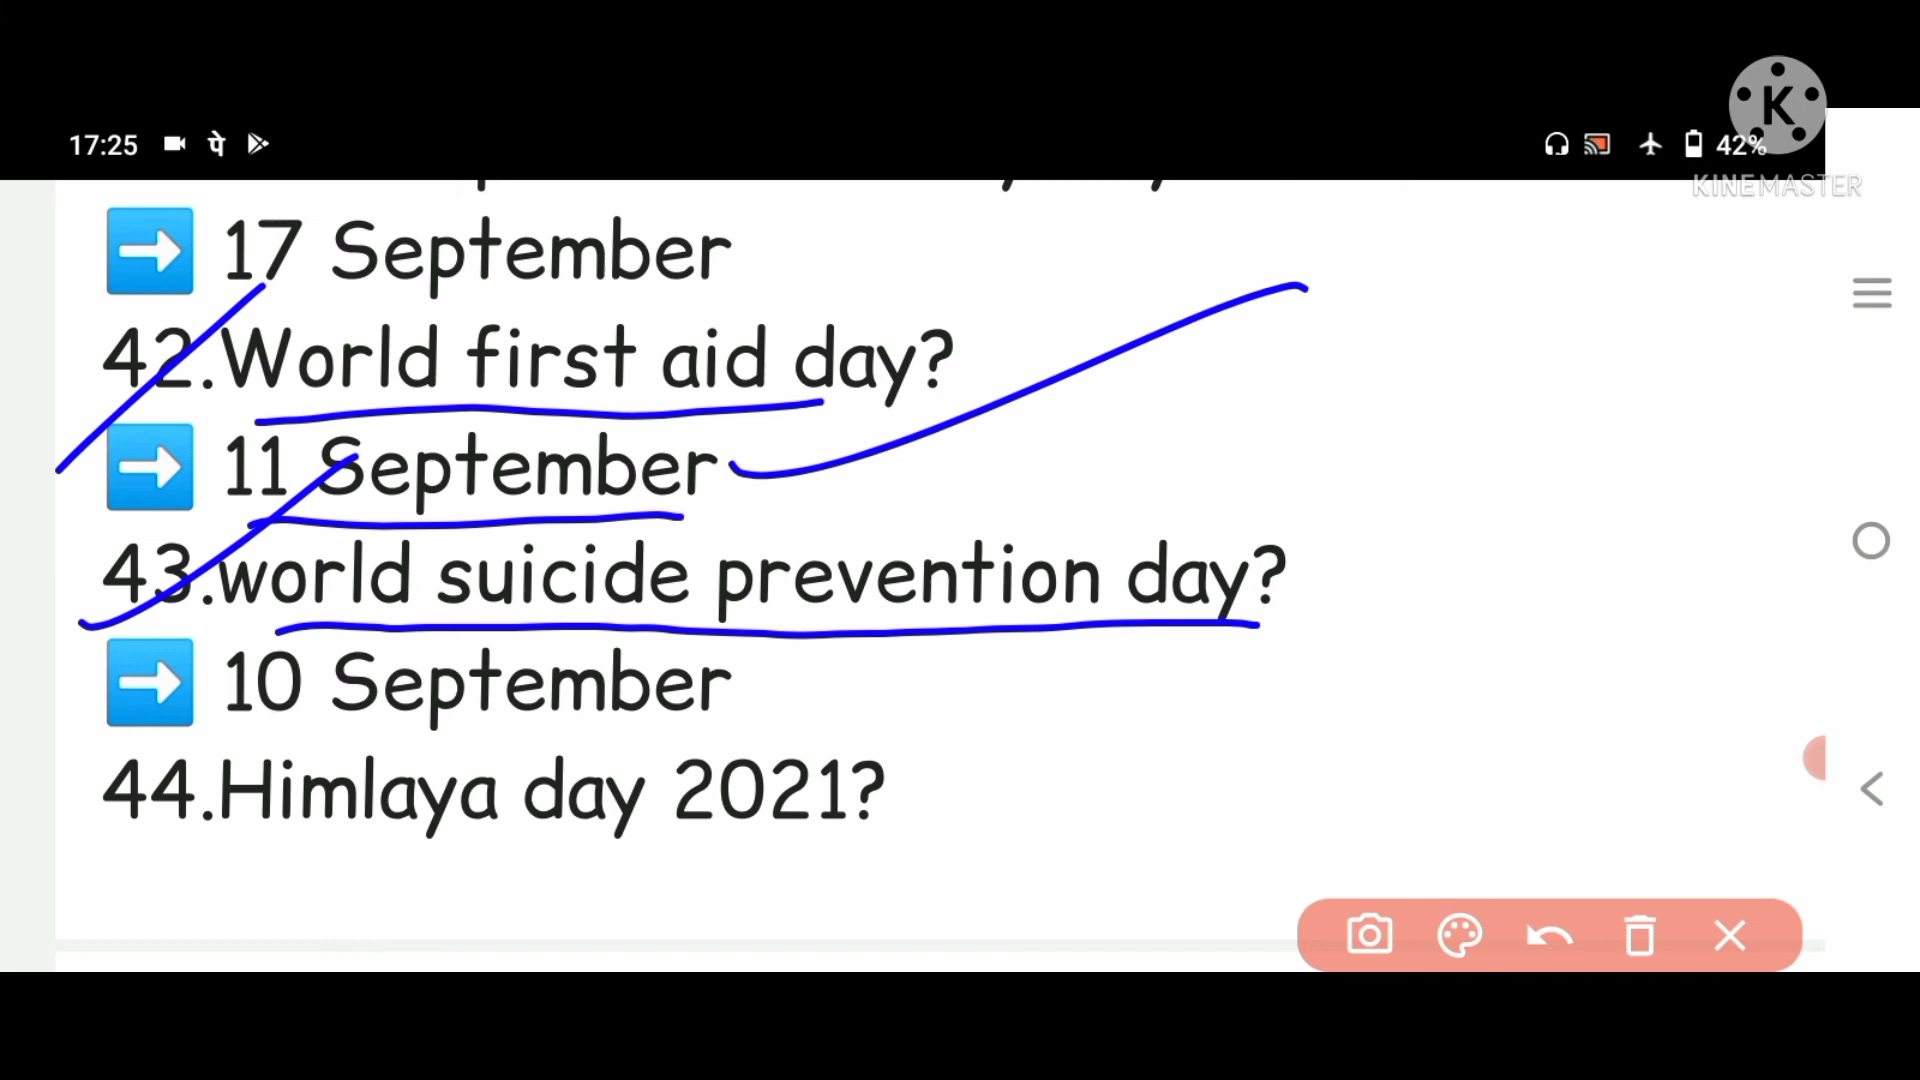 17:25 पे 42%
K
KINEMASTER
17 September
42.World first aid day?
11 September
43.world suicide prevention day?
10 September
44.Himlaya day 2021?